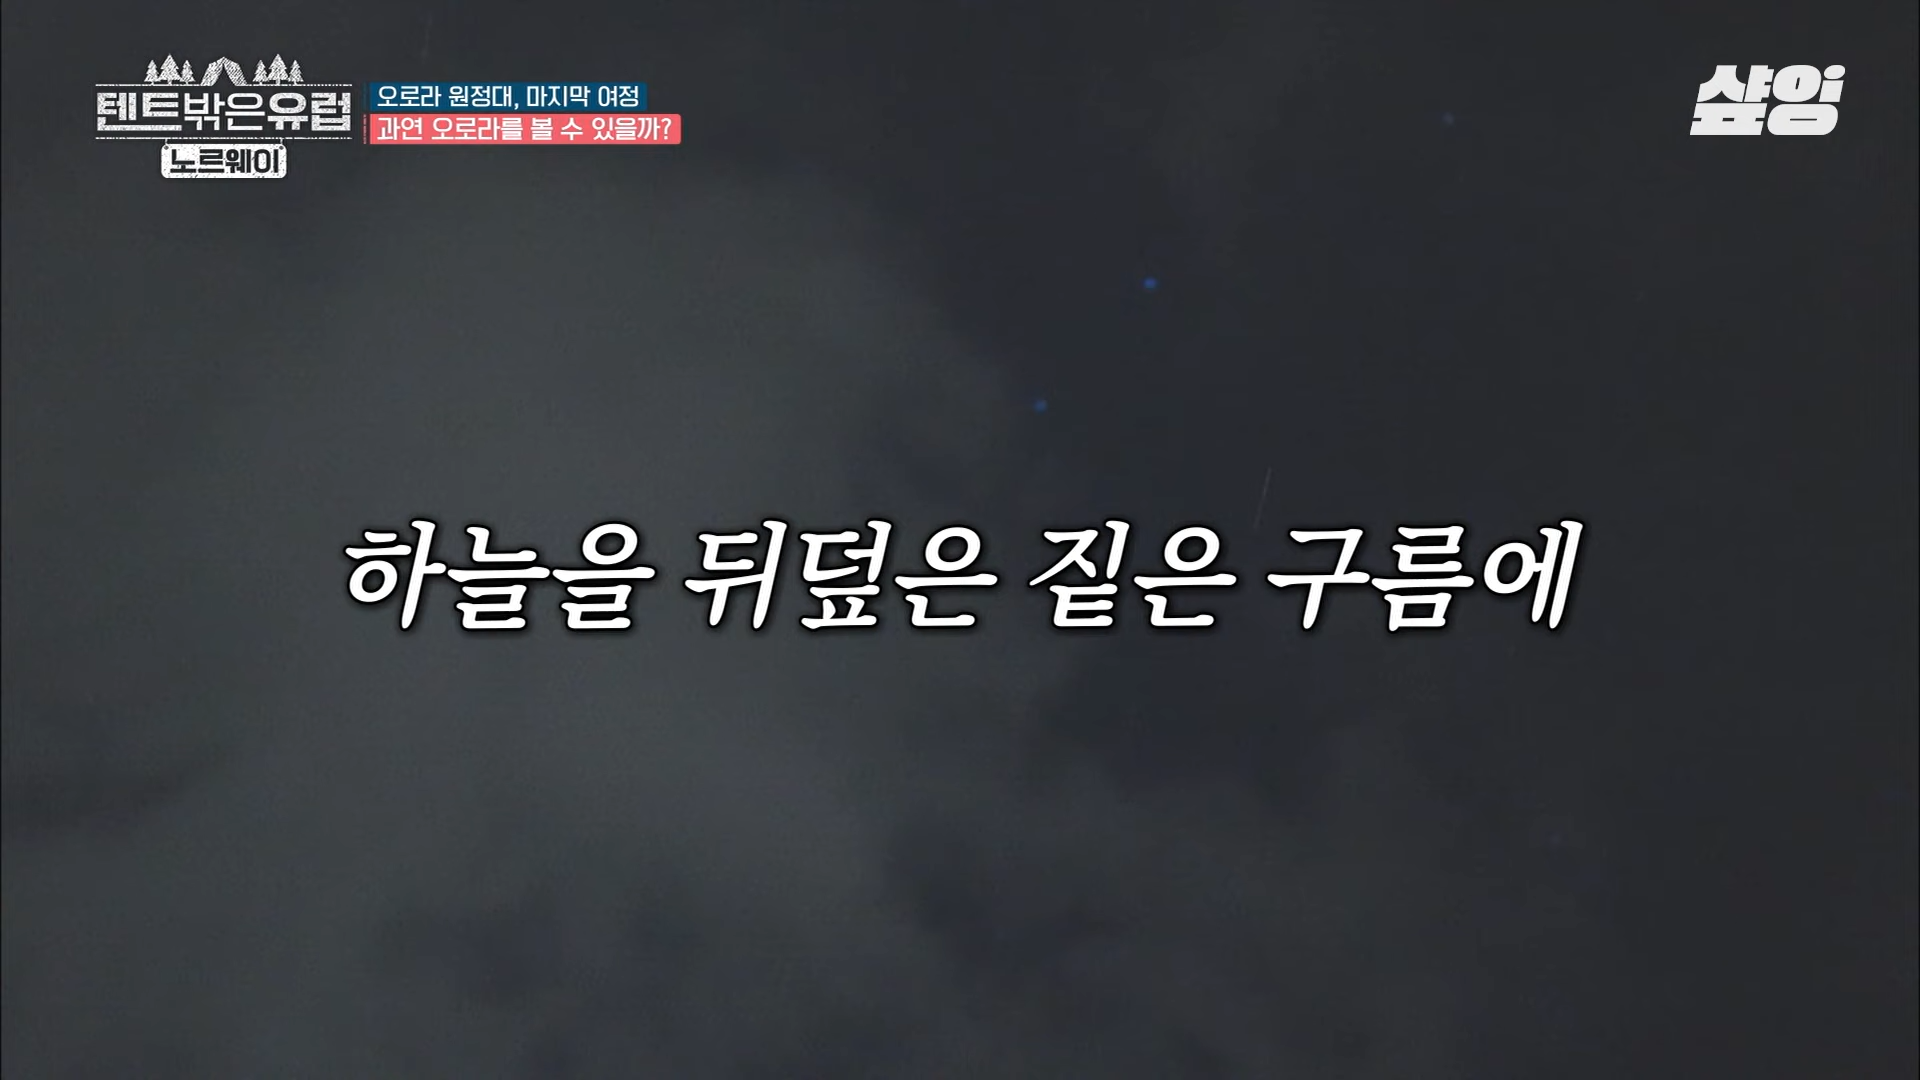 텐트밖은유럽
노르웨이
오로라 원정대, 마지막 여정
과연 오로라를 볼 수 있을까?
샾잉
하늘을 뒤덮은 짙은 구름에